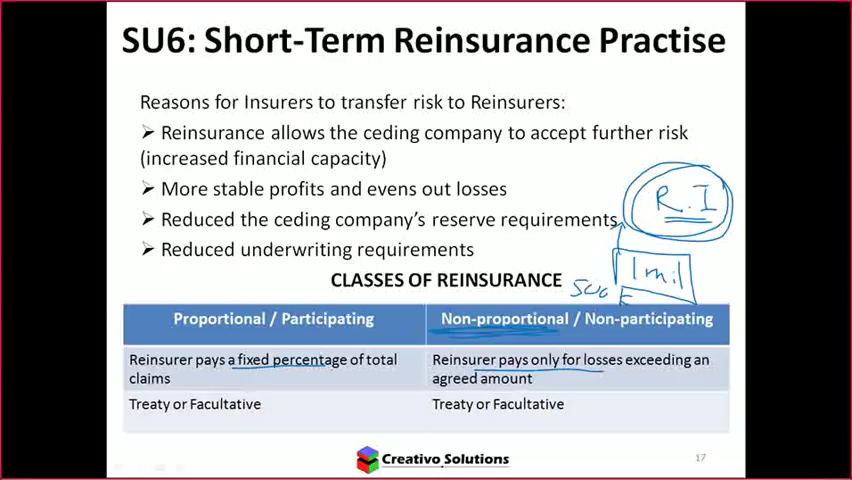 SU6: Short-Term Reinsurance Practise
Reasons for Insurers to transfer risk to Reinsurers:
➢ Reinsurance allows the ceding company to accept further risk
(increased financial capacity)
➢ More stable profits and evens out losses
R.I
➢ Reduced the ceding company's reserve requirements
➢ Reduced underwriting requirements
1 mil
CLASSES OF REINSURANCE
Proportional / Participating
Non-proportional / Non-participating
Reinsurer pays a fixed percentage of total
claims
Reinsurer pays only for losses exceeding an
agreed amount
Treaty or Facultative
Treaty or Facultative
Creativo Solutions
17